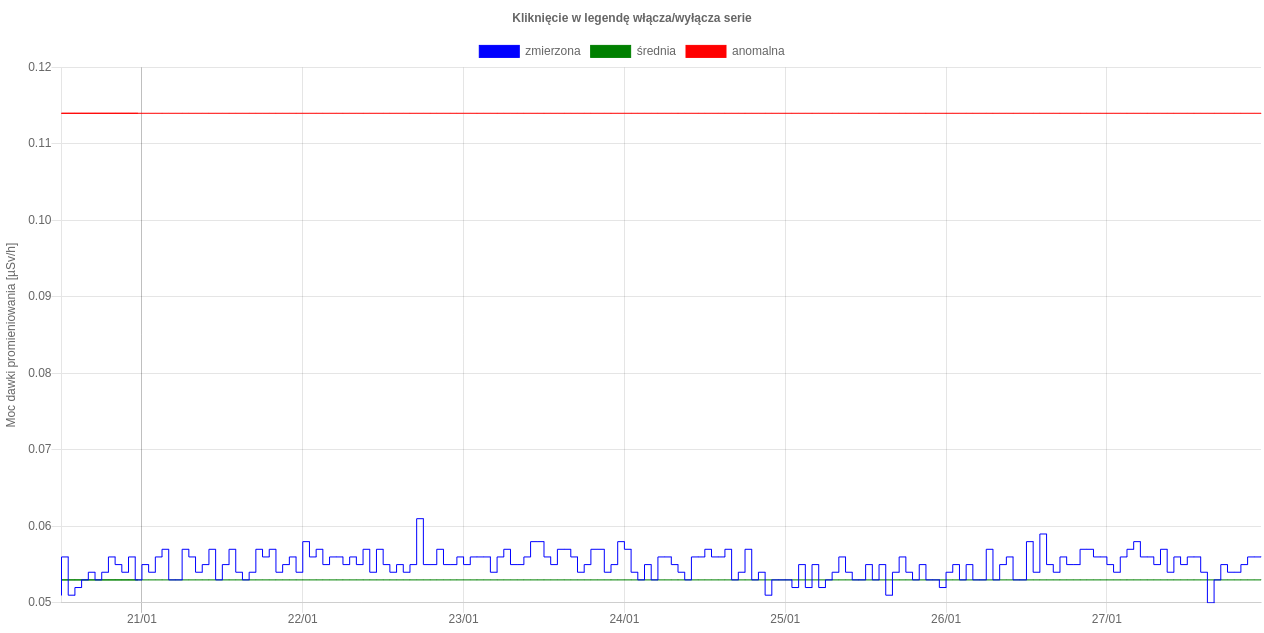 Kliknięcie w legendę włącza/wyłącza serie
zmierzona średnia anomalna
Moc dawki promieniowania [µSv/h]
0.12
0.11
0.10
0.09
0.08
0.07
0.06
0.05
21/01 22/01 23/01 24/01 25/01 26/01 27/01